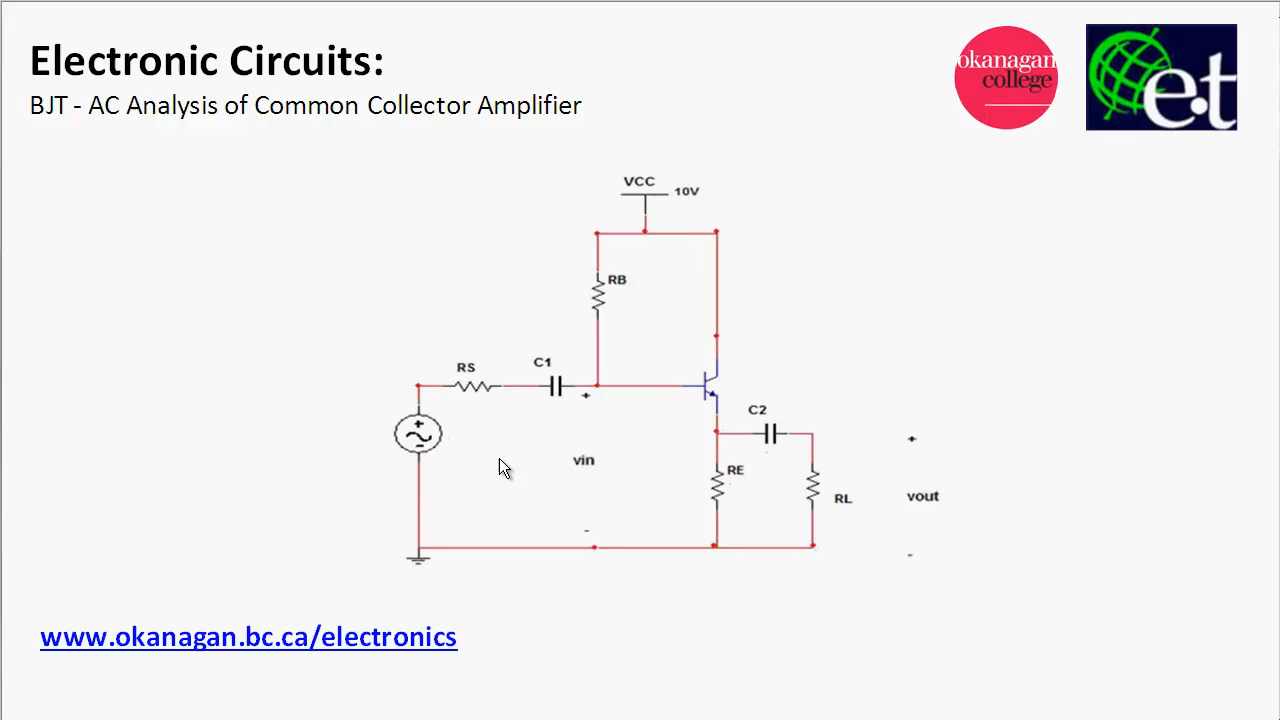 Electronic Circuits:
BJT - AC Analysis of Common Collector Amplifier
okanagan
college
e.t
VCC
10V
RB
RS
C1
+
C2
+
+
vin
RE
RL
vout
-
-
-
www.okanagan.bc.ca/electronics